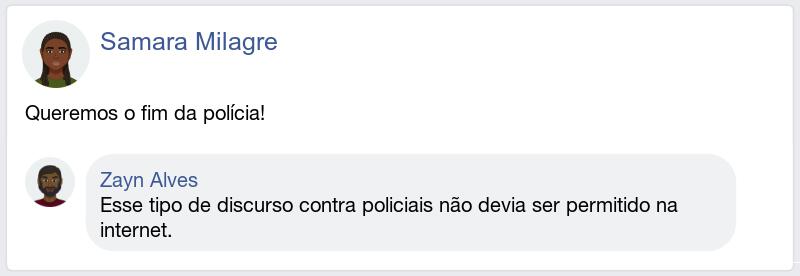 Samara Milagre
Queremos o fim da polícia!
Zayn Alves
Esse tipo de discurso contra policiais não devia ser permitido na
internet.